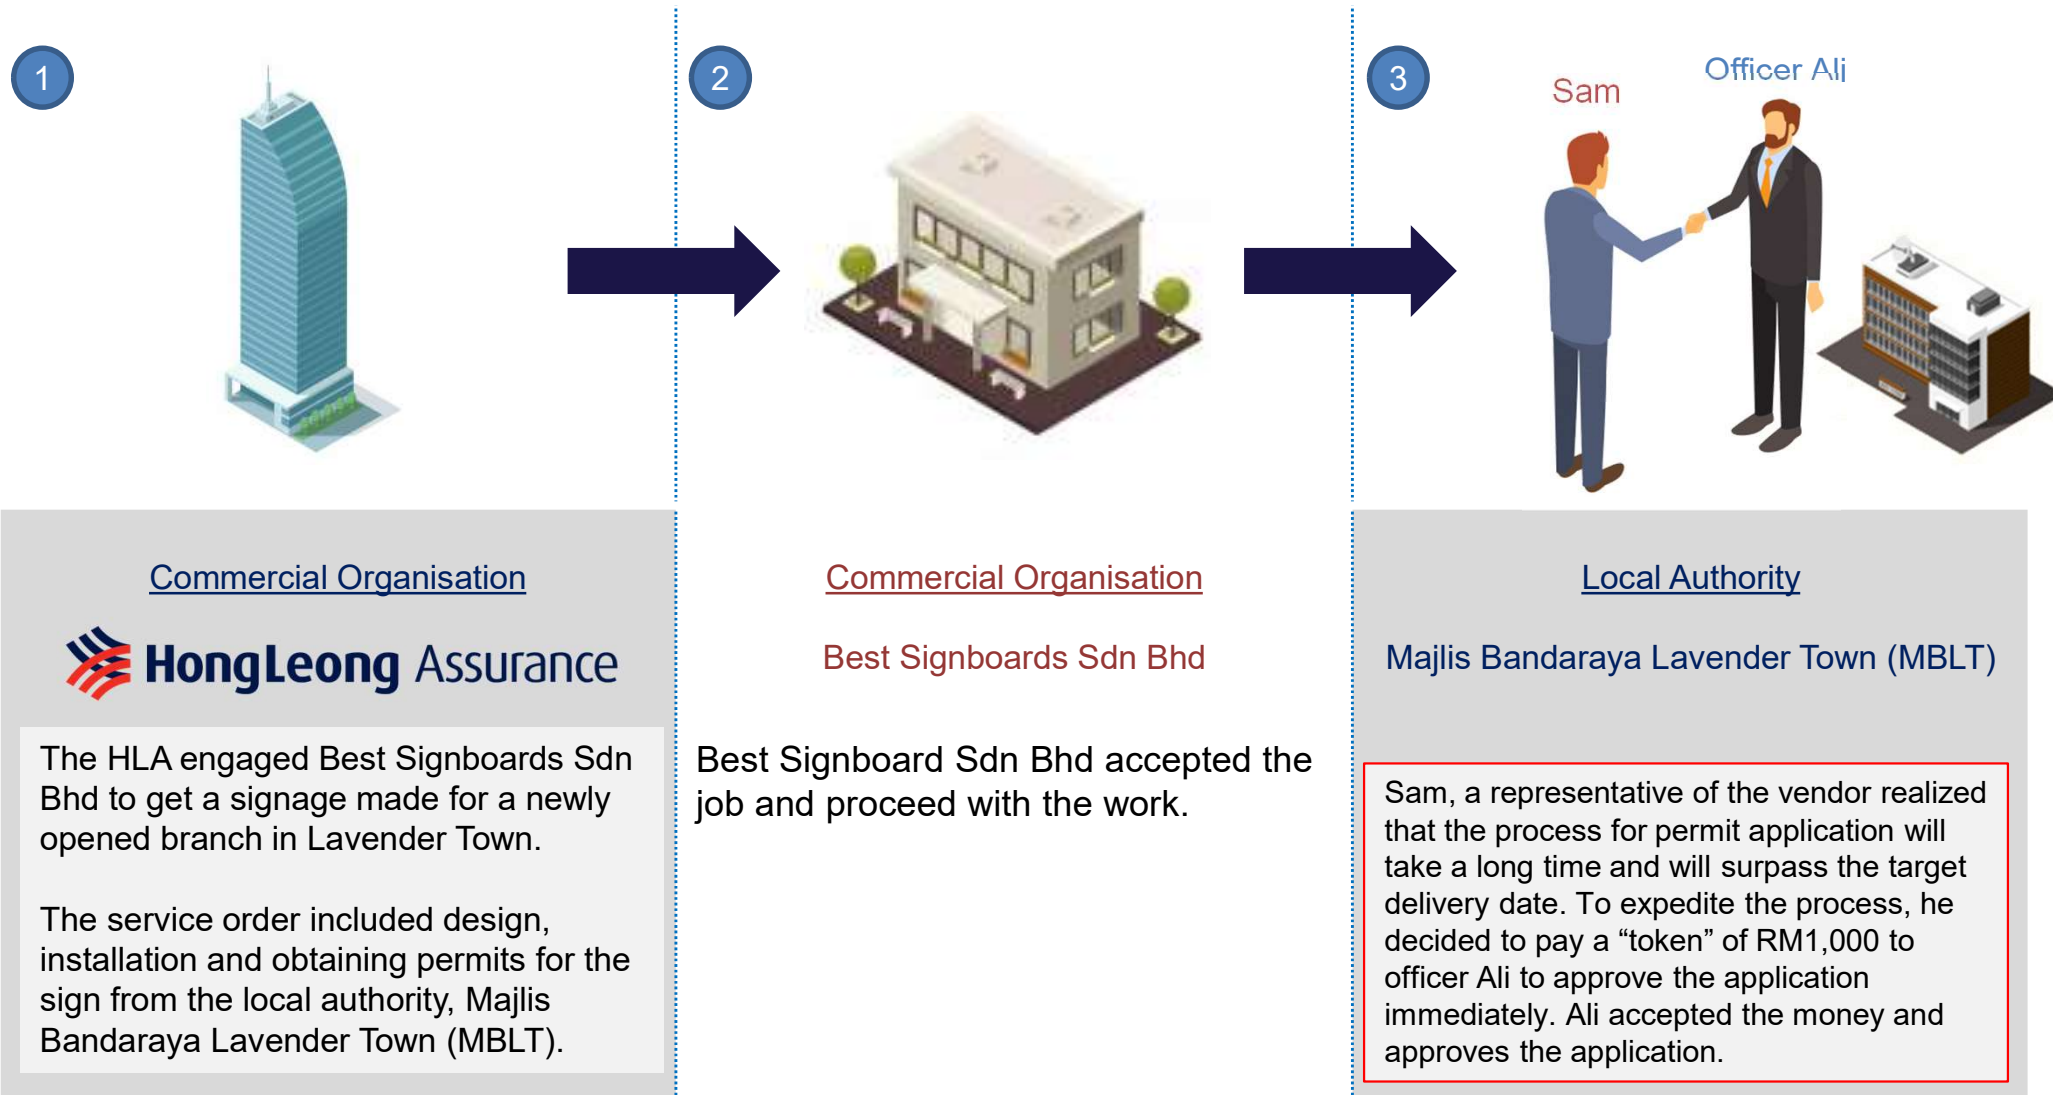 1
2
3
Sam
Officer Ali
Commercial Organisation
HongLeong Assurance
The HLA engaged Best Signboards Sdn
Bhd to get a signage made for a newly
opened branch in Lavender Town.
The service order included design,
installation and obtaining permits for the
sign from the local authority, Majlis
Bandaraya Lavender Town (MBLT).
Commercial Organisation
Best Signboards Sdn Bhd
Best Signboard Sdn Bhd accepted the
job and proceed with the work.
Local Authority
Majlis Bandaraya Lavender Town (MBLT)
Sam, a representative of the vendor realized
that the process for permit application will
take a long time and will surpass the target
delivery date. To expedite the process, he
decided to pay a “token” of RM1,000 to
officer Ali to approve the application
immediately. Ali accepted the money and
approves the application.